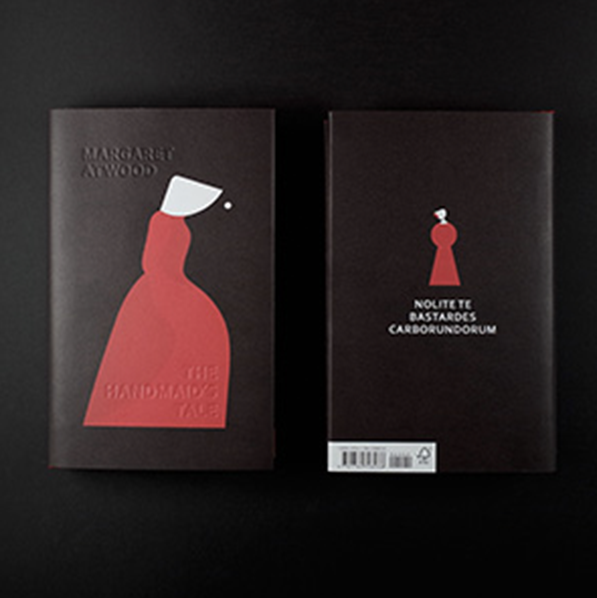 MARGARET
ATWOOD
THE
HANDMAID'S
TALE
NOLITE TE
BASTARDES
CARBORUNDORUM